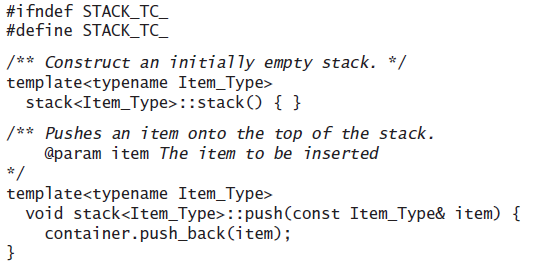 #ifndef STACK_TC_
#define STACK_TC_
/** Construct an initially empty stack. */
template<typename Item_Type>
  stack<Item_Type>::stack() { }
/** Pushes an item onto the top of the stack.
    @param item The item to be inserted
*/
template<typename Item_Type>
  void stack<Item_Type>::push(const Item_Type& item) {
    container.push_back(item);
}